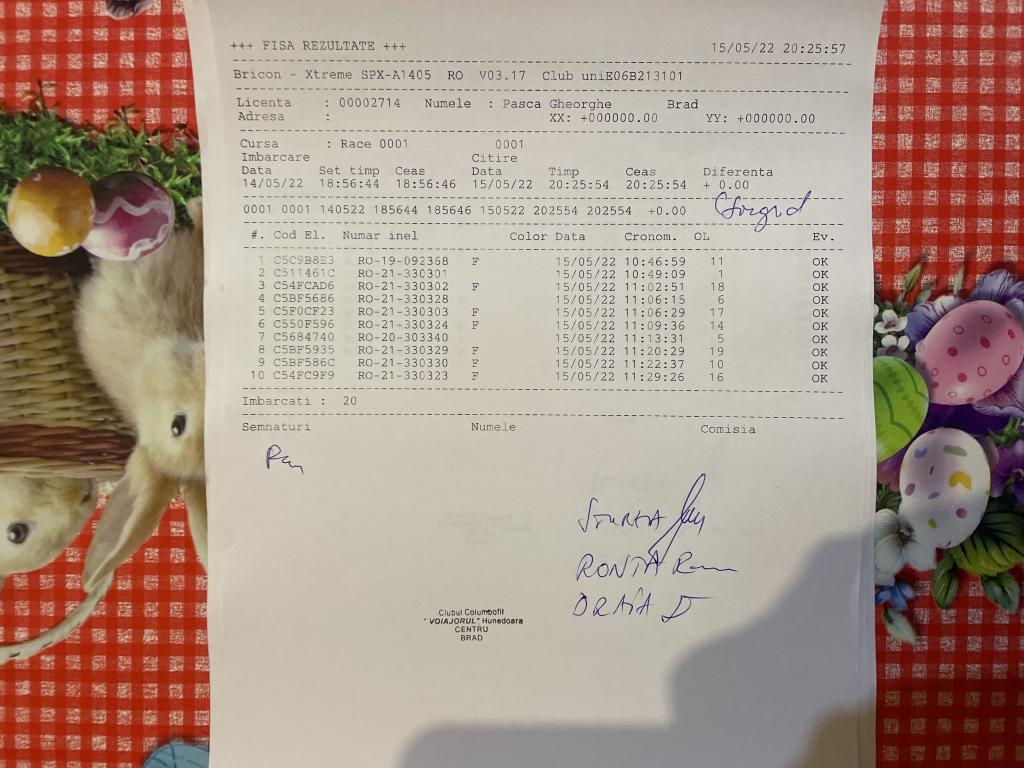 +++ FISA REZULTATE +++ 15/05/22 20:25:57
Bricon - Xtreme SPX-A1405 RO V03.17 Club uniE06B213101
Licenta : 00002714 Numele : Pasca Gheorghe Brad
Adresa : XX: +000000.00 YY: +000000.00
Cursa : Race 0001 0001
Imbarcare Citire
Data Set timp Ceas Data Timp Ceas Diferenta
14/05/22 18:56:44 18:56:46 15/05/22 20:25:54 20:25:54 + 0.00
0001 0001 140522 185644 185646 150522 202554 202554 +0.00
#. Cod El. Numar inel Color Data Cronom. OL Ev.
1 C5C9B8E3 RO-19-092368 F 15/05/22 10:46:59 11 OK
2 C511461C RO-21-330301 15/05/22 10:49:09 1 OK
3 C54FCAD6 RO-21-330302 F 15/05/22 11:02:51 18 OK
4 C5BF5686 RO-21-330328 15/05/22 11:06:15 6 OK
5 C5F0CF23 RO-21-330303 F 15/05/22 11:06:29 17 OK
6 C550F596 RO-21-330324 F 15/05/22 11:09:36 14 OK
7 C5684740 RO-20-303340 15/05/22 11:13:31 5 OK
8 C5BF5935 RO-21-330329 F 15/05/22 11:20:29 19 OK
9 C5BF586C RO-21-330330 F 15/05/22 11:22:37 10 OK
10 C54FC9F9 RO-21-330323 F 15/05/22 11:29:26 16 OK
Imbarcati : 20
Semnaturi Numele Comisia
RONTA
Clubul Columbofil
"VOIAJORUL" Hunedoara
CENTRU
BRAD